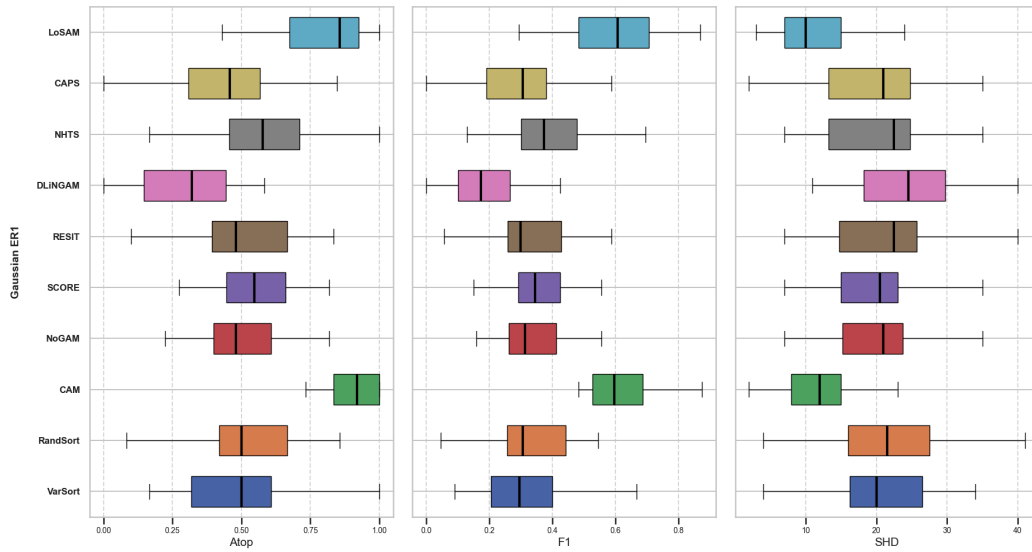 Gaussian ER1
LoSAM
CAPS
NHTS
DLiNGAM
RESIT
SCORE
NoGAM
CAM
RandSort
VarSort
0.00 0.25 0.50 0.75 1.00
Atop
0.0 0.2 0.4 0.6 0.8
F1
10 20 30 40
SHD